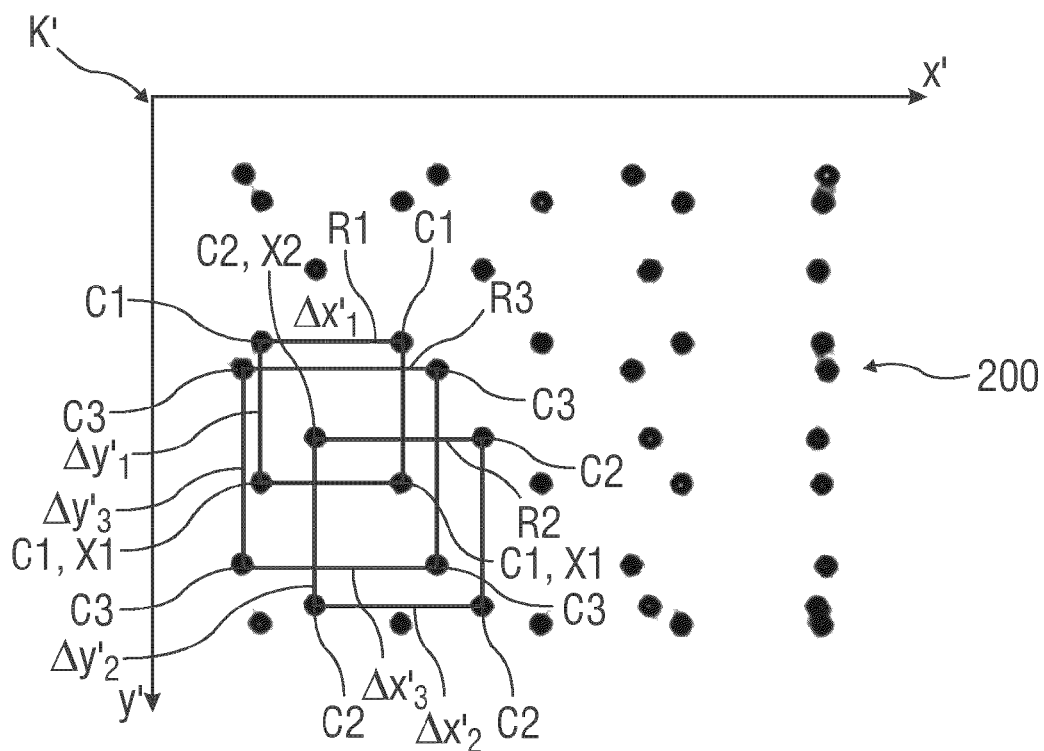 K'
x'
R1
C1
C2, X2
R3
C1
Δx'₁
200
C3
C3
Δy'₁
C2
Δy'₃
R2
C1, X1
C1, X1
C3
C3
Δy'₂
Δx'₃
y'
C2
Δx'₂
C2